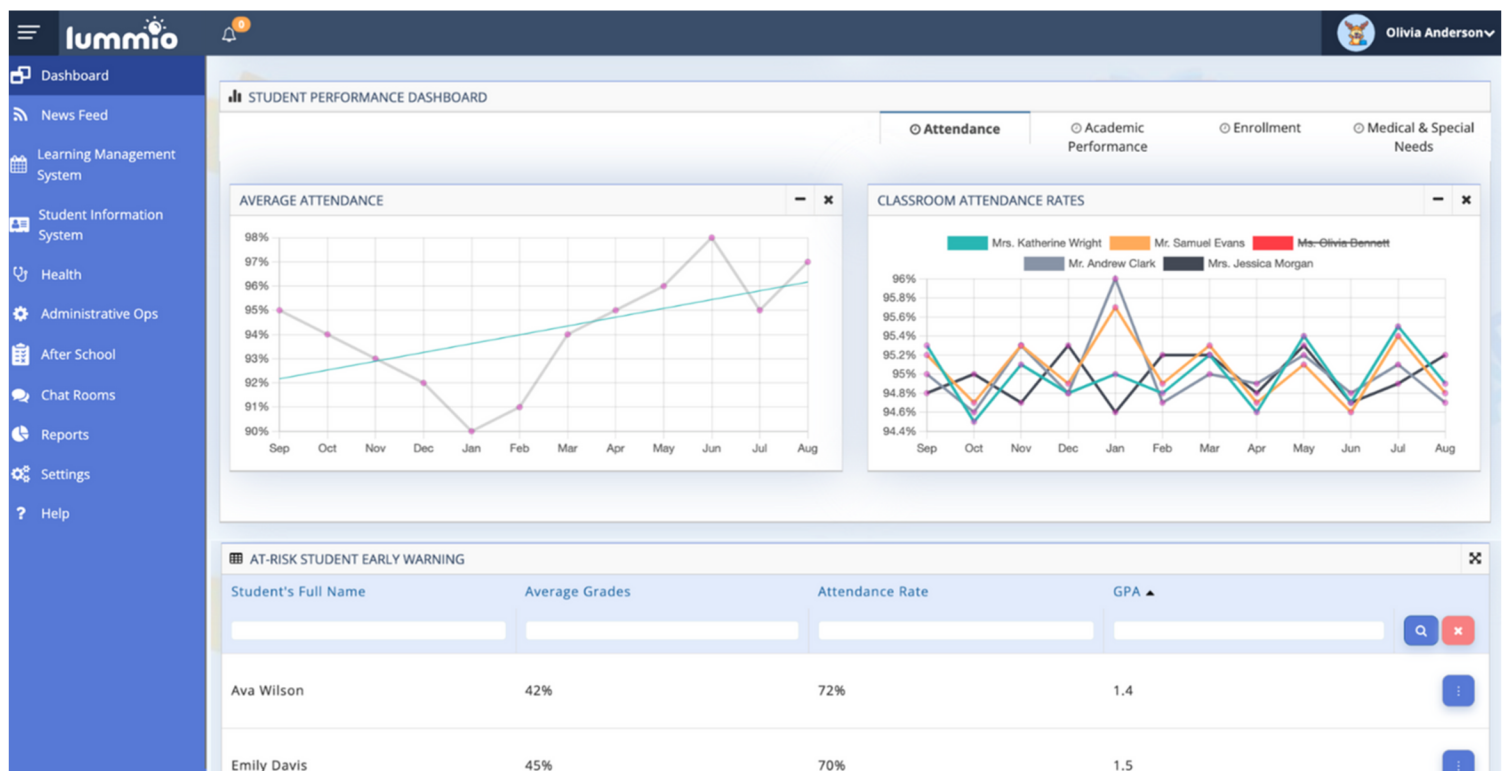 lummio
0
Olivia Anderson
Dashboard
News Feed
Learning Management
System
Student Information
System
Health
Administrative Ops
After School
Chat Rooms
Reports
Settings
? Help
STUDENT PERFORMANCE DASHBOARD
Attendance
Academic
Performance
Enrollment
Medical & Special
Needs
AVERAGE ATTENDANCE
98%
97%
96%
95%
94%
93%
92%
91%
90%
Sep Oct Nov Dec Jan Feb Mar Apr May Jun Jul Aug
CLASSROOM ATTENDANCE RATES
Mrs. Katherine Wright Mr. Samuel Evans Ms. Olivia Bennett
Mr. Andrew Clark Mrs. Jessica Morgan
96%
95.8%
95.6%
95.4%
95.2%
95%
94.8%
94.6%
94.4%
Sep Oct Nov Dec Jan Feb Mar Apr May Jun Jul Aug
AT-RISK STUDENT EARLY WARNING
Student's Full Name Average Grades Attendance Rate GPA
Ava Wilson 42% 72% 1.4
Emily Davis 45% 70% 1.5